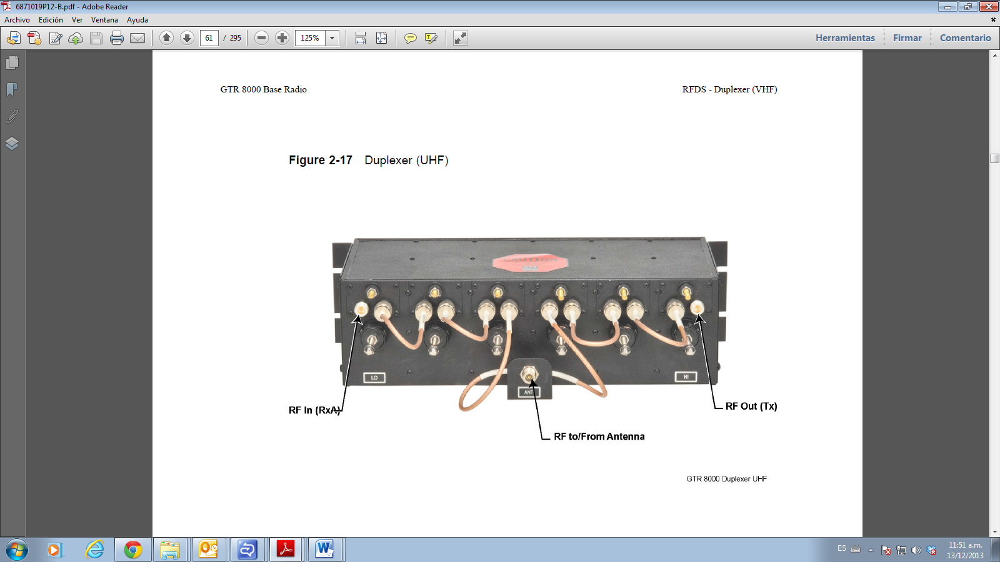 6871019P12-B.pdf - Adobe Reader
Archivo Edición Ver Ventana Ayuda
61 / 295 125% Herramientas Firmar Comentario
GTR 8000 Base Radio RFDS - Duplexer (VHF)
Figure 2-17 Duplexer (UHF)
CAUTION
LO HI
ANT
RF In (RxA) RF Out (Tx)
RF to/From Antenna
GTR 8000 Duplexer UHF
ES 11:51 a.m.
13/12/2013